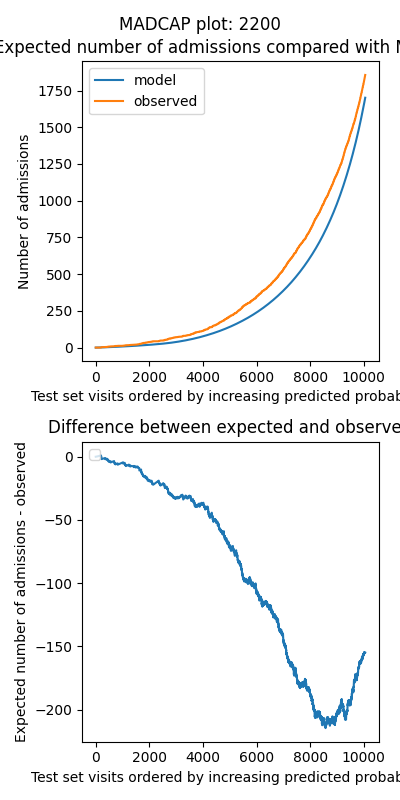 MADCAP plot: 2200
Expected number of admissions compared with
model
observed
Number of admissions
1750
1500
1250
1000
750
500
250
0
0 2000 4000 6000 8000 10000
Test set visits ordered by increasing predicted
Difference between expected and
Expected number of admissions - observed
0
−50
−100
−150
−200
0 2000 4000 6000 8000 10000
Test set visits ordered by increasing predicted